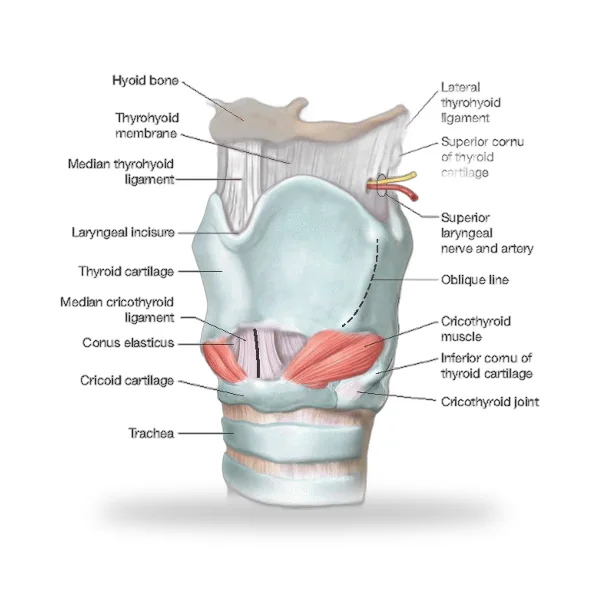 Hyoid bone
Thyrohyoid
membrane
Median thyrohyoid
ligament
Laryngeal incisure
Thyroid cartilage
Median cricothyroid
ligament
Conus elasticus
Cricoid cartilage
Trachea
Lateral
thyrohyoid
ligament
Superior cornu
of thyroid
cartilage
Superior
laryngeal
nerve and artery
Oblique line
Cricothyroid
muscle
Inferior cornu of
thyroid cartilage
Cricothyroid joint